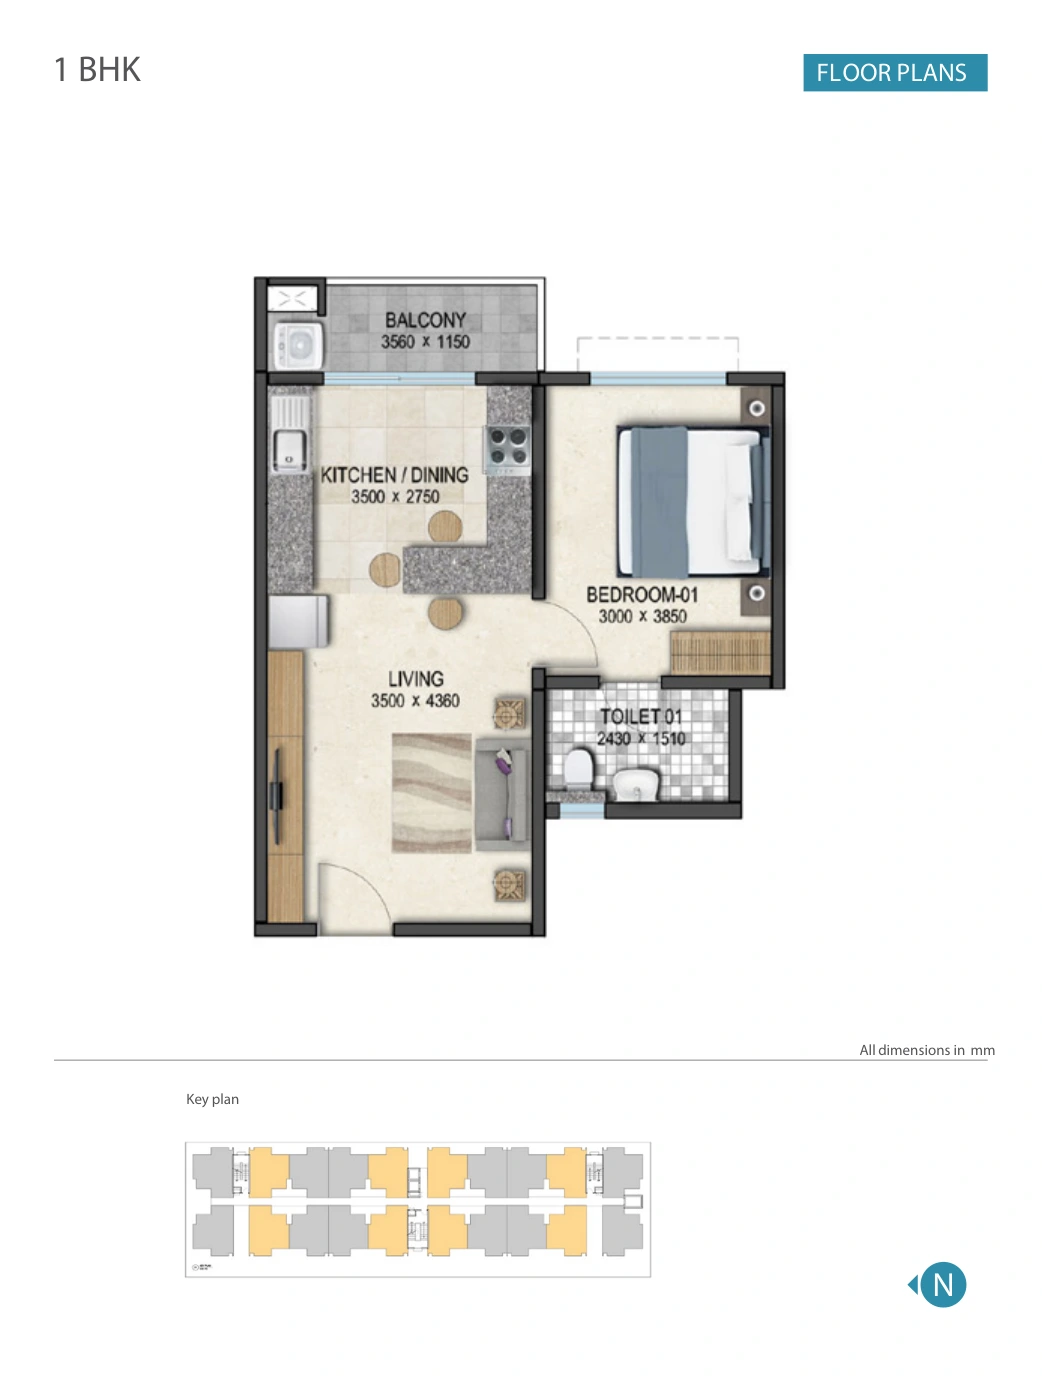 1 BHK
FLOOR PLANS
BALCONY
3560 x 1150
KITCHEN / DINING
3500 x 2750
BEDROOM-01
3000 x 3850
LIVING
3500 x 4360
TOILET 01
2430 x 1510
All dimensions in mm
Key plan
N